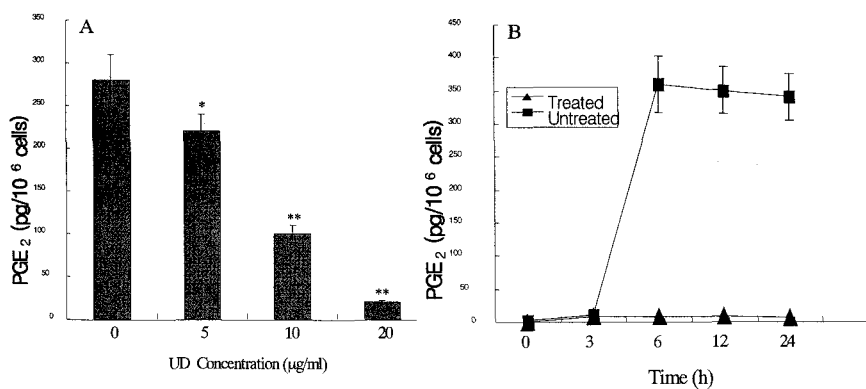 A
350
300
250
200
150
100
50
0
PGE2 (pg/10 6 cells)
*
**
**
0 5 10 20
UD Concentration (μg/ml)
B
450
400
350
300
250
200
150
100
50
0
PGE2 (pg/10 6 cells)
Treated
Untreated
0 3 6 12 24
Time (h)